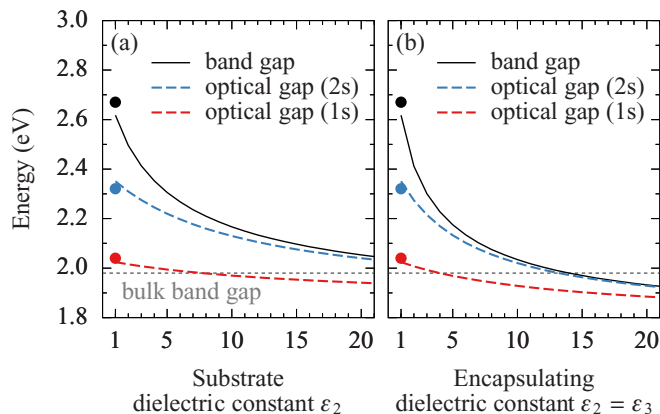 3.0
2.8
2.6
2.4
2.2
2.0
1.8
Energy (eV)
(a)
band gap
optical gap (2s)
optical gap (1s)
bulk band gap
1 5 10 15 20
Substrate
dielectric constant ε₂
(b)
band gap
optical gap (2s)
optical gap (1s)
1 5 10 15 20
Encapsulating
dielectric constant ε₂ = ε₃